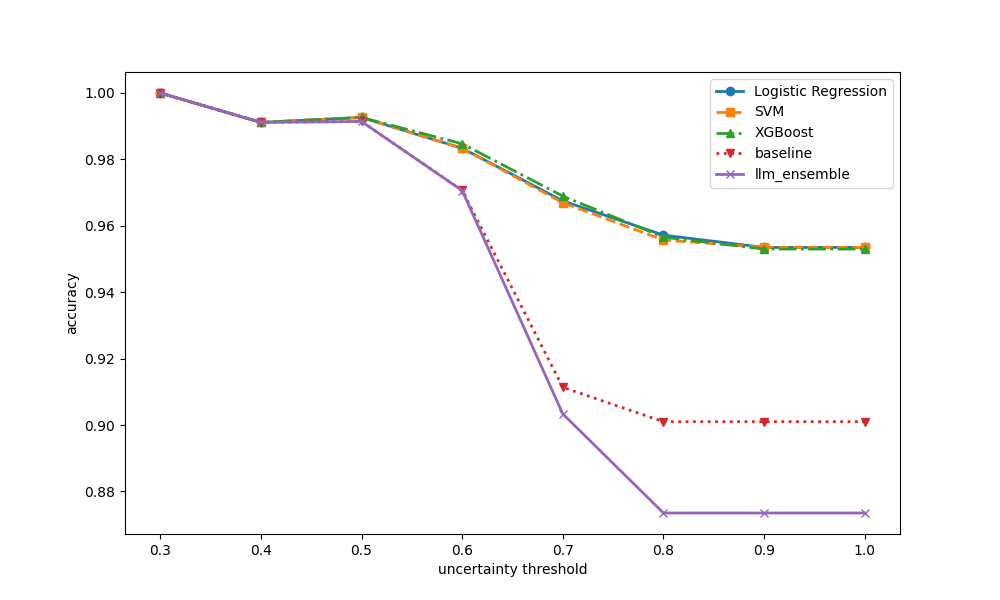 1.00
0.98
0.96
0.94
0.92
0.90
0.88
accuracy
0.3 0.4 0.5 0.6 0.7 0.8 0.9 1.0
uncertainty threshold
Logistic Regression
SVM
XGBoost
baseline
llm_ensemble